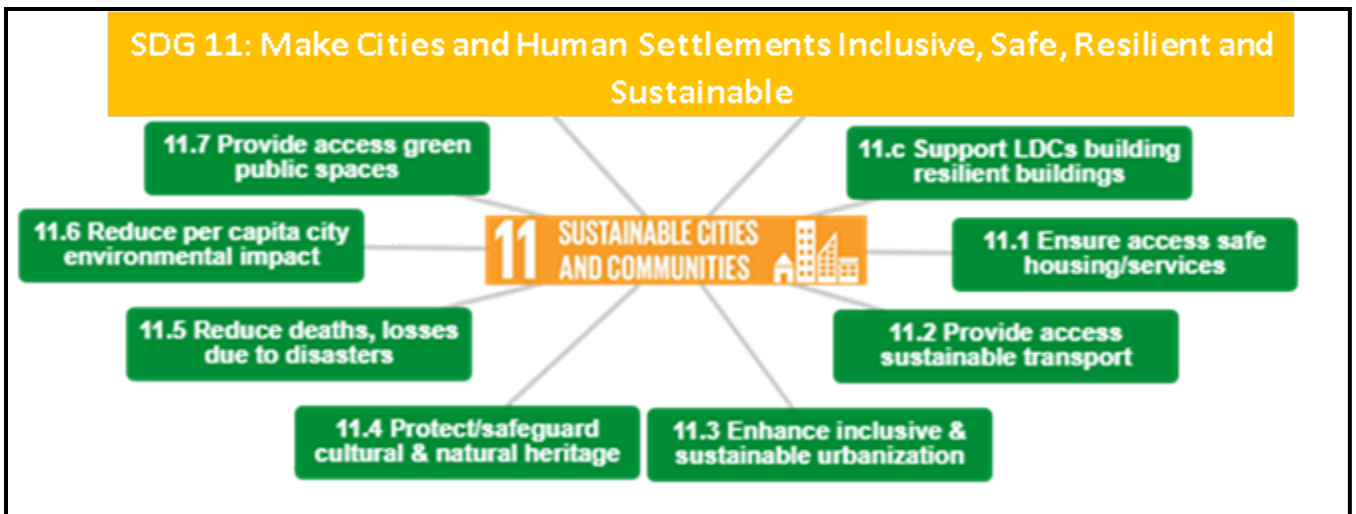 SDG 11: Make Cities and Human Settlements Inclusive, Safe, Resilient and
Sustainable
11.7 Provide access green
public spaces
11.c Support LDCs building
resilient buildings
11.6 Reduce per capita city
environmental impact
11 SUSTAINABLE CITIES
AND COMMUNITIES
11.1 Ensure access safe
housing/services
11.5 Reduce deaths, losses
due to disasters
11.2 Provide access
sustainable transport
11.4 Protect/safeguard
cultural & natural heritage
11.3 Enhance inclusive &
sustainable urbanization